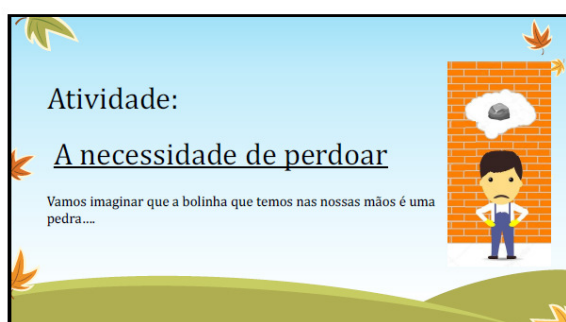 Atividade:
A necessidade de perdoar
Vamos imaginar que a bolinha que temos nas nossas mãos é uma
pedra....